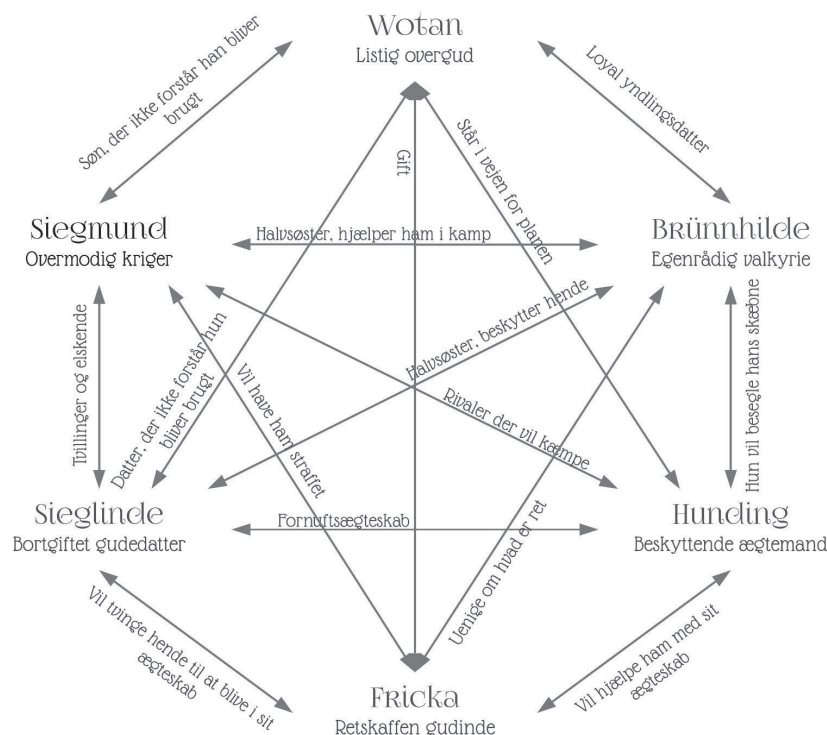 Wotan
Listig overgud
Søn, der ikke forstår han bliver
brugt
Loyal yndlingsdatter
Gift
Står i vejen for planen
Siegmund
Overmodig kriger
Halvsøster, hjælper ham i kamp
Brünnhilde
Egenrådig valkyrie
Tvillinger og elskende
Datter, der ikke forstår hun
bliver brugt
Vil have ham straffet
Halvsøster, beskytter hende
Rivaler der vil kæmpe
Hun vil besegle hans skæbne
Sieglinde
Bortgiftet gudedatter
Fornuftsægteskab
Uenige om hvad er ret
Hunding
Beskyttende ægtemand
Vil tvinge hende til at blive i sit
ægteskab
Vil hjælpe ham med sit
ægteskab
Fricka
Retskaffen gudinde